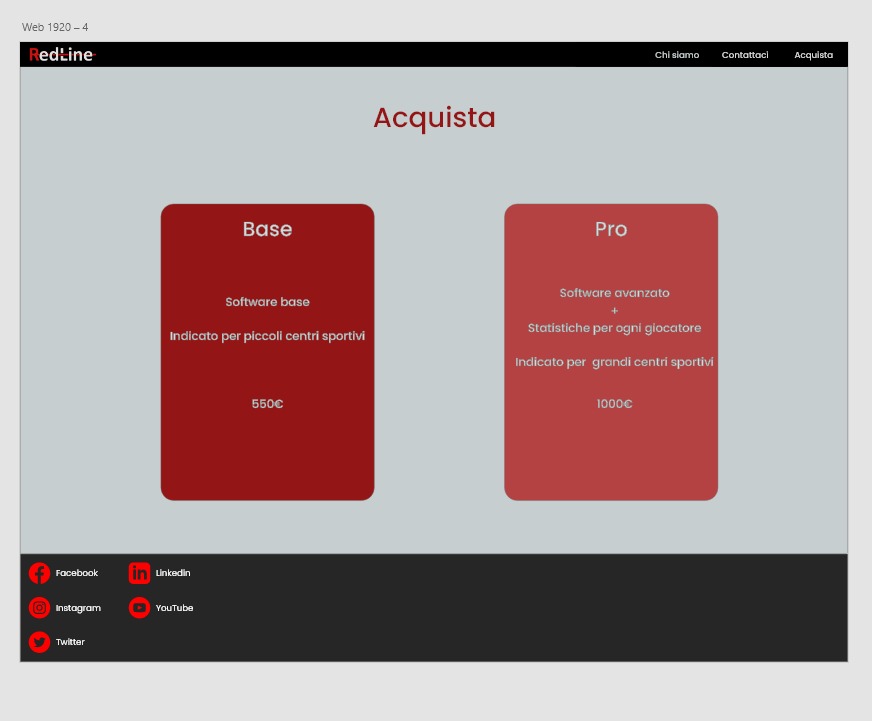 Web 1920 – 4
RedLine
Chi siamo Contattaci Acquista
Acquista
Base
Software base
Indicato per piccoli centri sportivi
550€
Pro
Software avanzato
+
Statistiche per ogni giocatore
Indicato per grandi centri sportivi
1000€
Facebook
Linkedin
Instagram
YouTube
Twitter